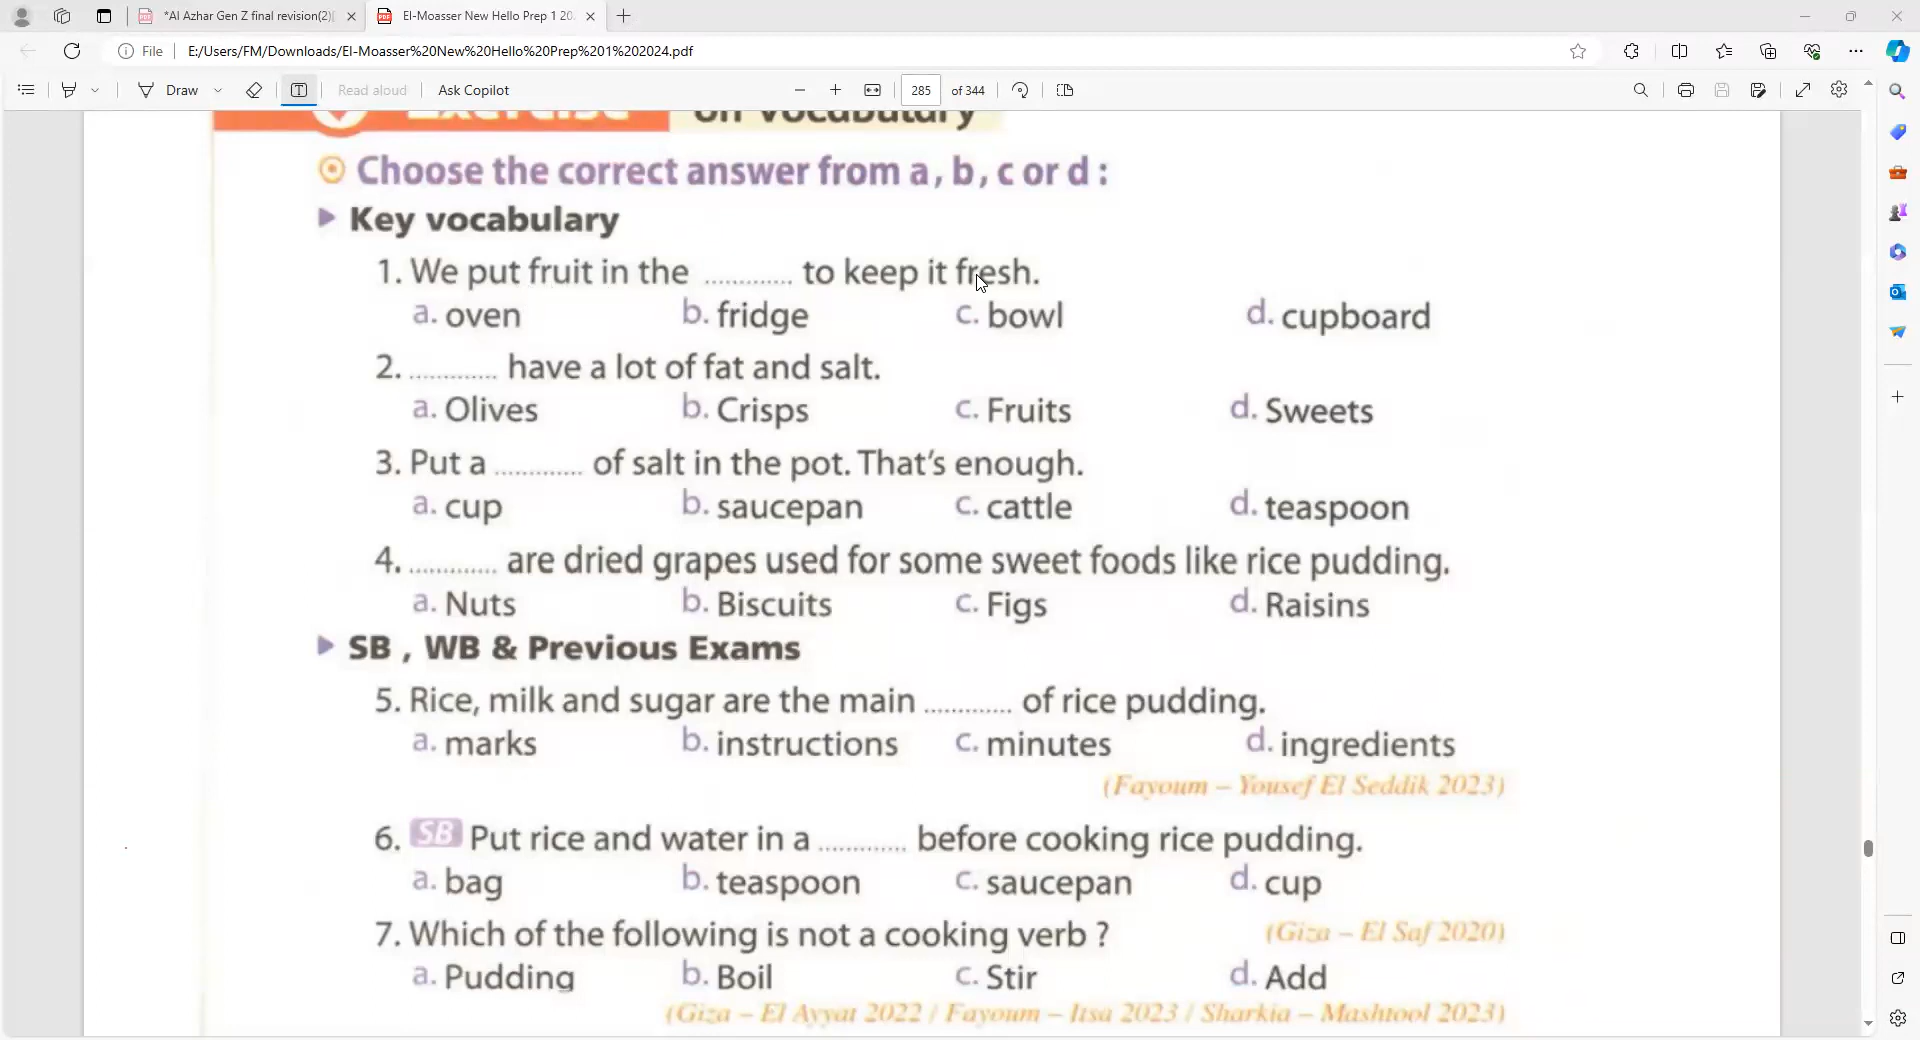 *Al Azhar Gen Z final revision(2)
El-Moasser New Hello Prep 1 20
File E:/Users/FM/Downloads/El-Moasser%20New%20Hello%20Prep%201%202024.pdf
Draw Read aloud Ask Copilot 285 of 344
Exercise on Vocabulary
Choose the correct answer from a, b, c or d :
Key vocabulary
1. We put fruit in the ............ to keep it fresh.
a. oven b. fridge c. bowl d. cupboard
2. ............ have a lot of fat and salt.
a. Olives b. Crisps c. Fruits d. Sweets
3. Put a ............ of salt in the pot. That's enough.
a. cup b. saucepan c. cattle d. teaspoon
4. ............ are dried grapes used for some sweet foods like rice pudding.
a. Nuts b. Biscuits c. Figs d. Raisins
SB , WB & Previous Exams
5. Rice, milk and sugar are the main ............ of rice pudding.
a. marks b. instructions c. minutes d. ingredients
(Fayoum – Yousef El Seddik 2023)
6. SB Put rice and water in a ............ before cooking rice pudding.
a. bag b. teaspoon c. saucepan d. cup
7. Which of the following is not a cooking verb ? (Giza – El Saf 2020)
a. Pudding b. Boil c. Stir d. Add
(Giza – El Ayyat 2022 / Fayoum – Itsa 2023 / Sharkia – Mashtool 2023)